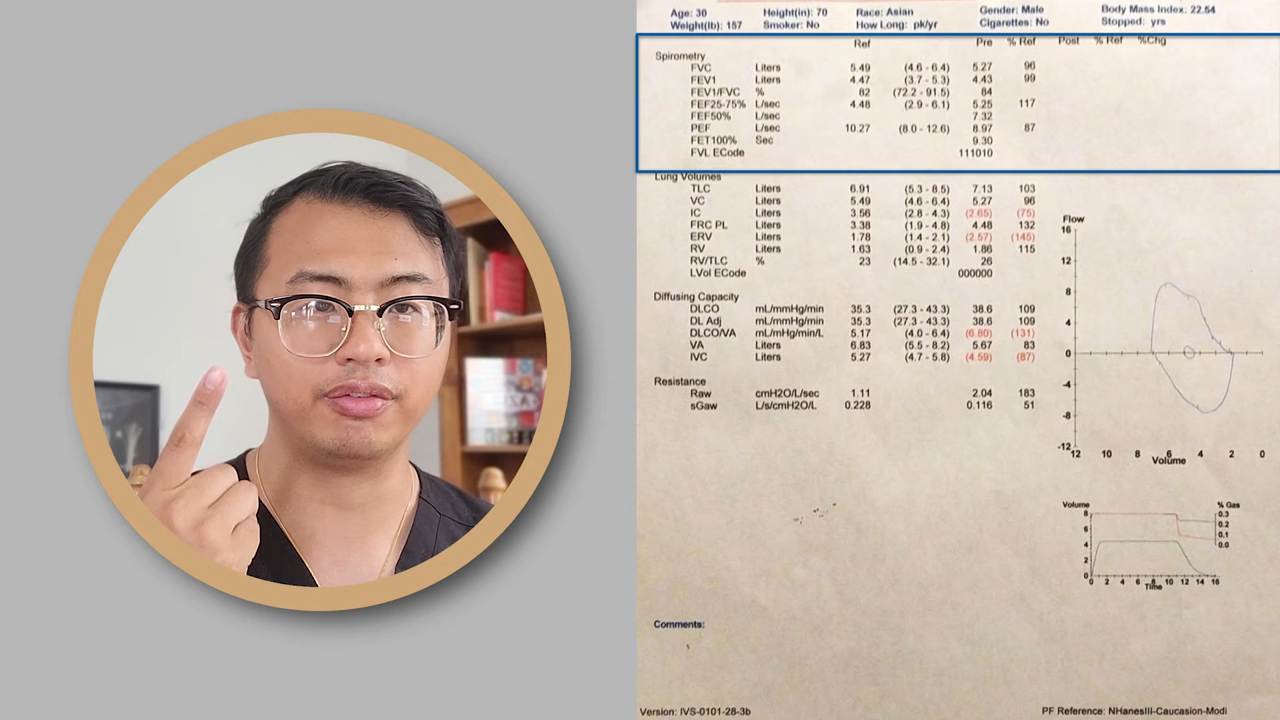 Age: 30 Height(in): 70 Race: Asian Gender: Male Body Mass Index: 22.54
Weight(lb): 157 Smoker: No How Long: pk/yr Cigarettes: No Stopped: yrs
Ref Pre % Ref Post % Ref %Chg
Spirometry
FVC Liters 5.49 (4.6 - 6.4) 5.27 96
FEV1 Liters 4.47 (3.7 - 5.3) 4.43 99
FEV1/FVC % 82 (72.2 - 91.5) 84
FEF25-75% L/sec 4.48 (2.9 - 6.1) 5.25 117
FEF50% L/sec 7.32
PEF L/sec 10.27 (8.0 - 12.6) 8.97 87
FET100% Sec 9.30
FVL ECode 111010
Lung Volumes
TLC Liters 6.91 (5.3 - 8.5) 7.13 103
VC Liters 5.49 (4.6 - 6.4) 5.27 96
IC Liters 3.56 (2.8 - 4.3) (2.65) (75)
FRC PL Liters 3.38 (1.9 - 4.8) 4.48 132
ERV Liters 1.78 (1.4 - 2.1) (2.57) (145)
RV Liters 1.63 (0.9 - 2.4) 1.86 115
RV/TLC % 23 (14.5 - 32.1) 26
LVol ECode 000000
Diffusing Capacity
DLCO mL/mmHg/min 35.3 (27.3 - 43.3) 38.6 109
DL Adj mL/mmHg/min 35.3 (27.3 - 43.3) 38.6 109
DLCO/VA mL/mHg/min/L 5.17 (4.0 - 6.4) (6.80) (131)
VA Liters 6.83 (5.5 - 8.2) 5.67 83
IVC Liters 5.27 (4.7 - 5.8) (4.59) (87)
Resistance
Raw cmH2O/L/sec 1.11 2.04 183
sGaw L/s/cmH2O/L 0.228 0.116 51
Flow
16
12
8
4
0
-4
-8
-12
12 10 8 6 4 2 0
Volume
Volume % Gas
8 0.3
6 0.2
4 0.1
2 0.0
0
0 2 4 6 8 10 12 14 16
Time
Comments:
Version: IVS-0101-28-3b PF Reference: NHanesIII-Caucasion-Modi